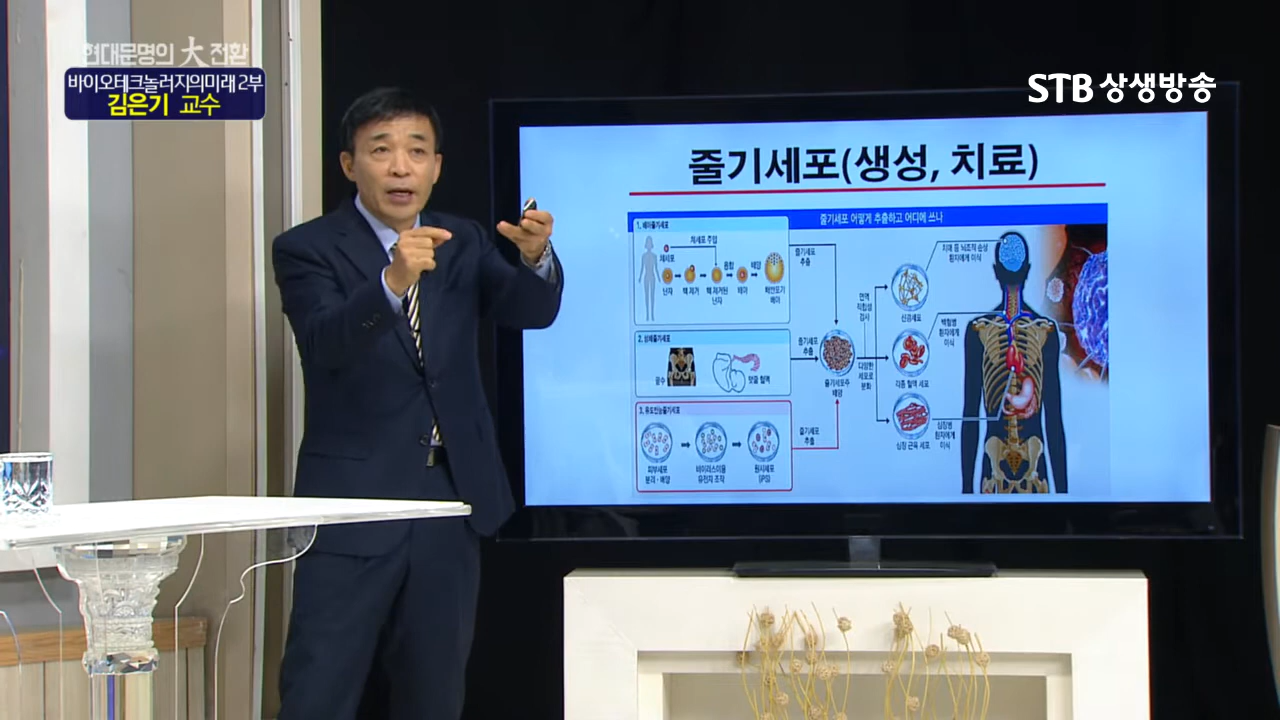 현대문명의 大 전환
바이오테크놀러지의미래 2부
김은기 교수
STB 상생방송
줄기세포(생성, 치료)
줄기세포 어떻게 추출하고 어디에 쓰나
1. 배아줄기세포
체세포 주입
체세포
난자
핵 제거
핵 제거된
난자
융합
배아
배양
배반포기
배아
줄기세포
추출
2. 성체줄기세포
골수
탯줄 혈액
줄기세포
추출
3. 유도만능줄기세포
피부세포
분리·배양
바이러스이용
유전자 조작
원시세포
(iPS)
줄기세포
추출
줄기세포주
배양
면역
적합성
검사
다양한
세포로
분화
신경세포
각종 혈액 세포
심장 근육 세포
치매 등 뇌조직 손상
환자에게 이식
백혈병
환자에게
이식
심장병
환자에게
이식